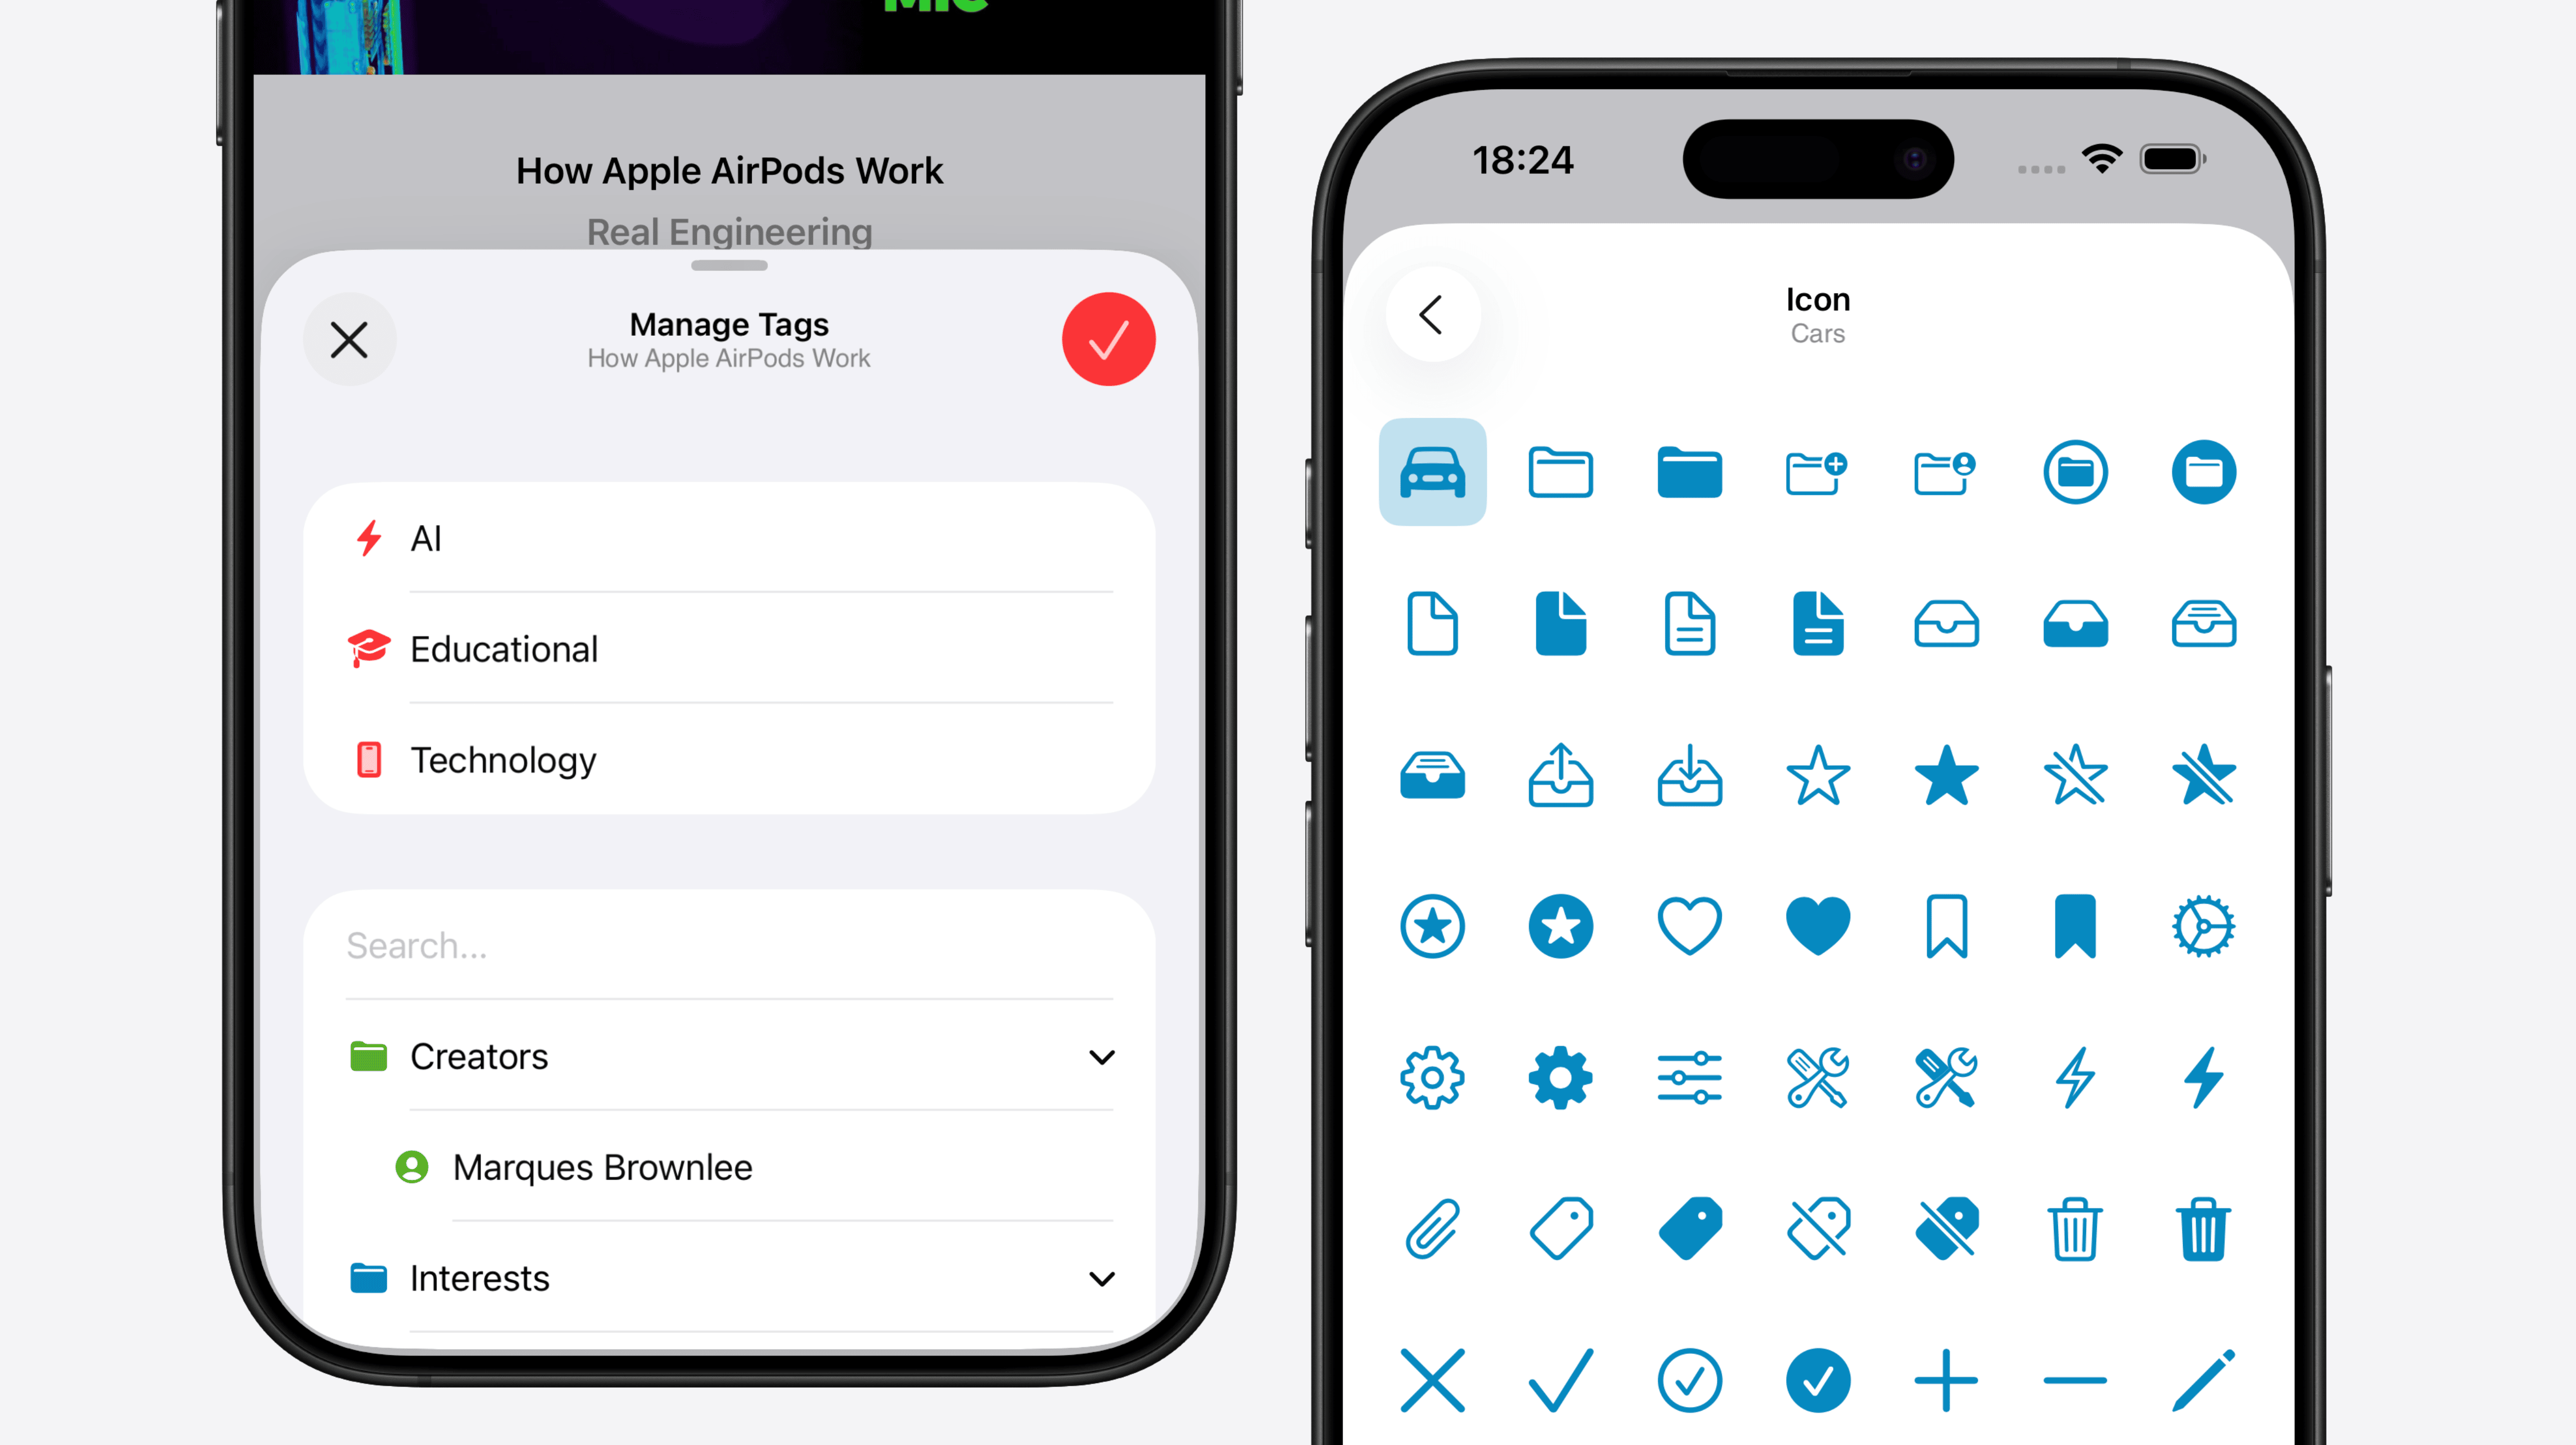 How Apple AirPods Work
Real Engineering
Manage Tags
How Apple AirPods Work
AI
Educational
Technology
Search...
Creators
Marques Brownlee
Interests
18:24
Icon
Cars